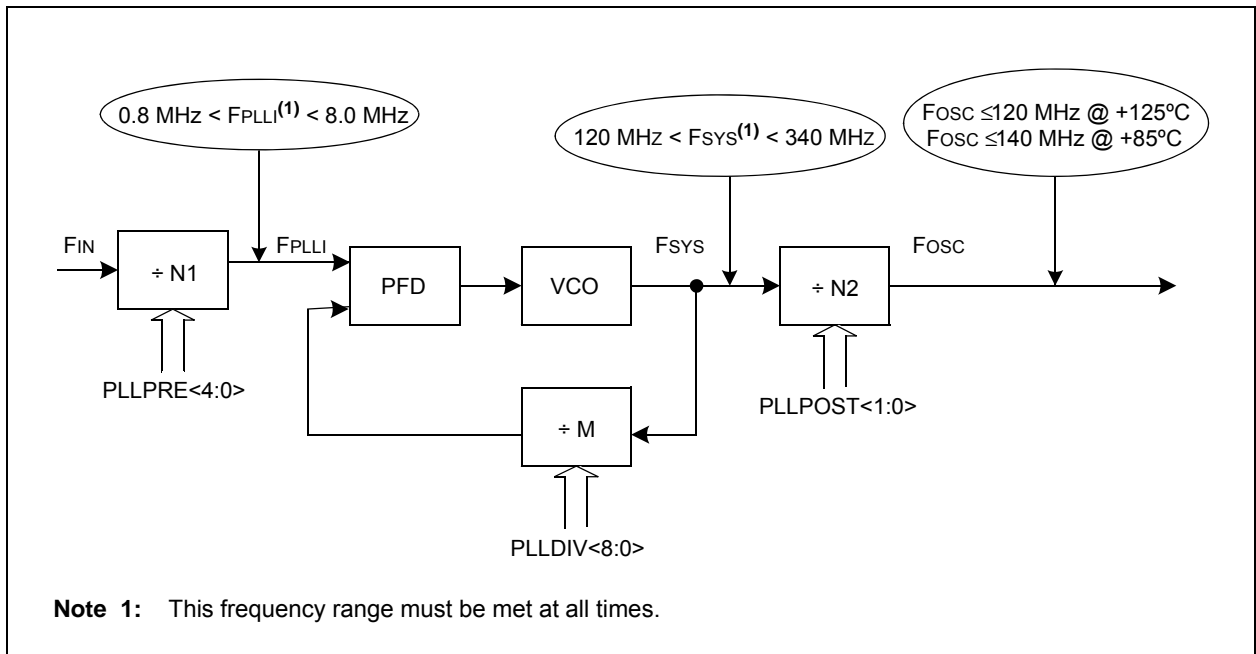 0.8 MHz < FPLLI(1) < 8.0 MHz
120 MHZ < FSYS(1) < 340 MHZ
FOSC ≤120 MHz @ +125ºC
FOSC ≤140 MHz @ +85ºC
FIN
÷ N1
FPLLI
PFD
VCO
FSYS
÷ N2
FOSC
PLLPRE<4:0>
÷ M
PLLPOST<1:0>
PLLDIV<8:0>
Note 1: This frequency range must be met at all times.